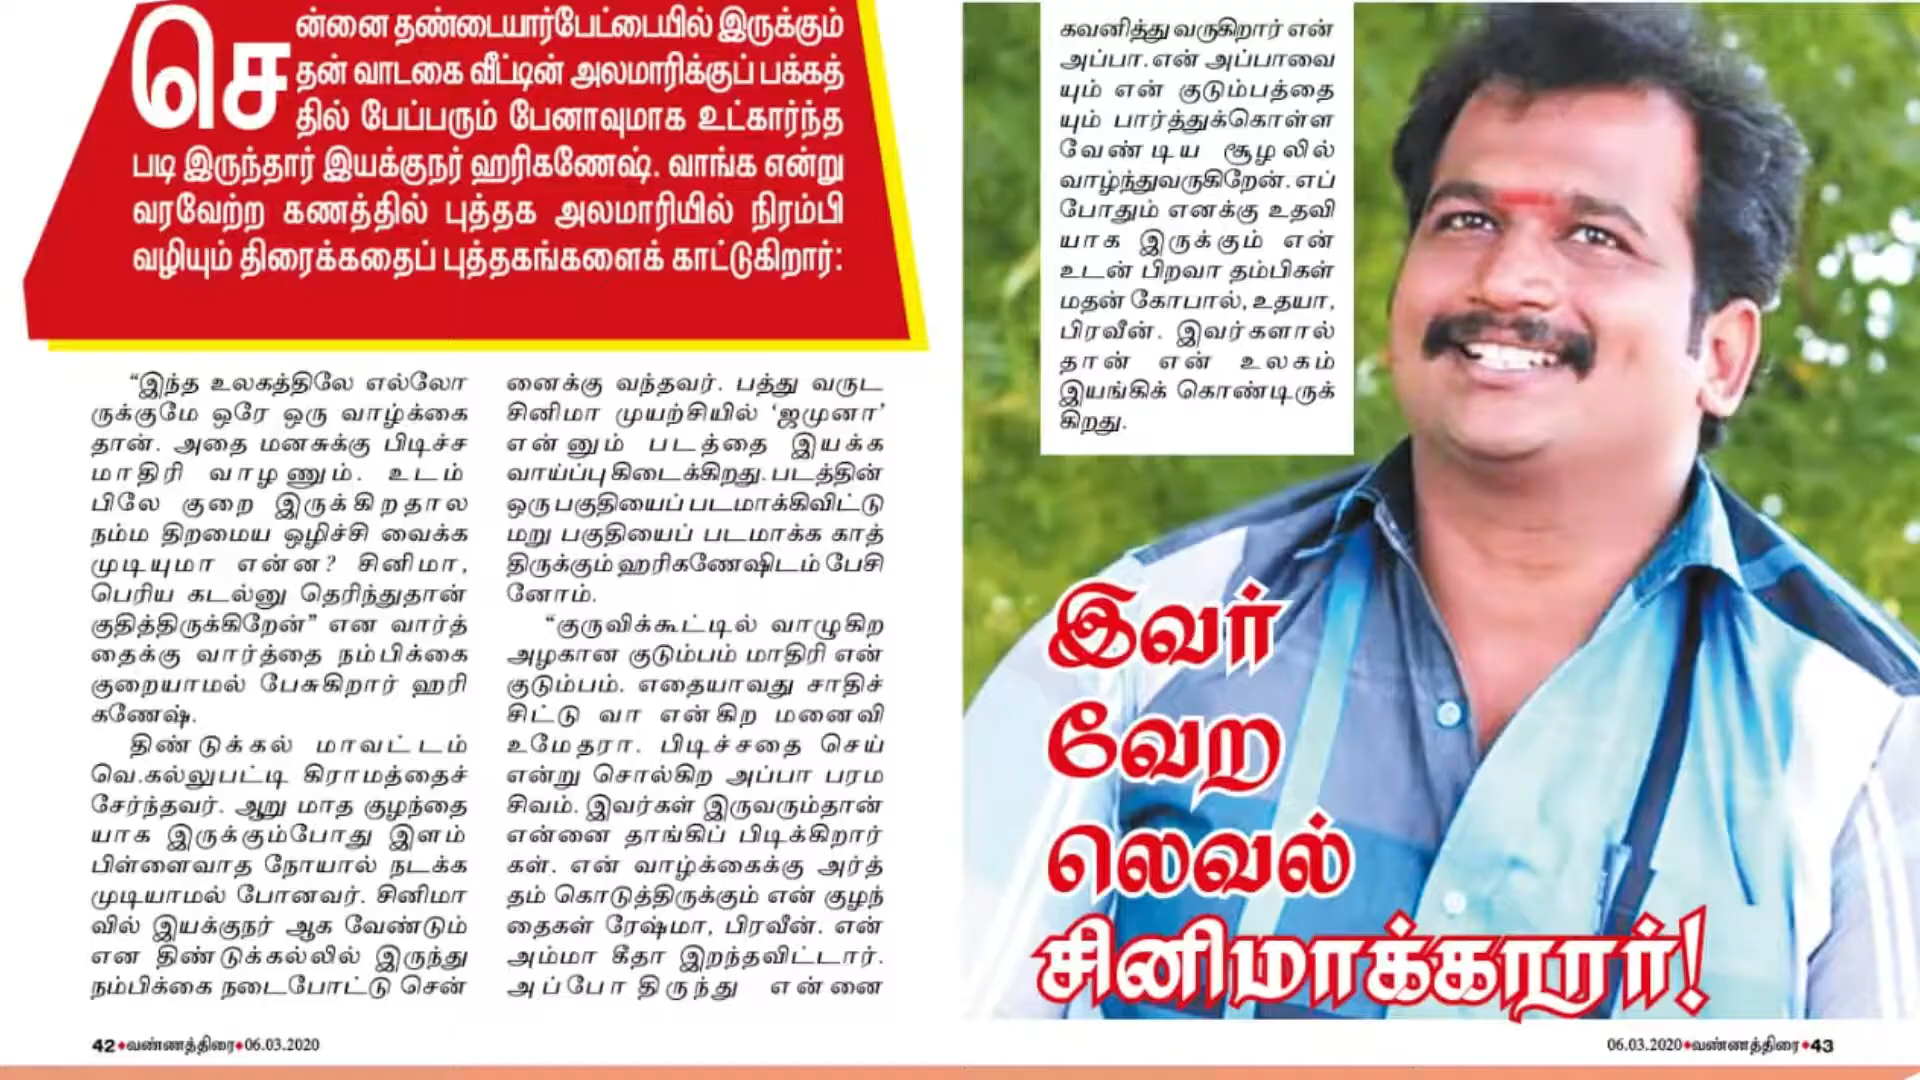 சென்னை தண்டையார்பேட்டையில் இருக்கும்
தன் வாடகை வீட்டின் அலமாரிக்குப் பக்கத்
தில் பேப்பரும் பேனாவுமாக உட்கார்ந்த
படி இருந்தார் இயக்குநர் ஹரிகணேஷ். வாங்க என்று
வரவேற்ற கணத்தில் புத்தக அலமாரியில் நிரம்பி
வழியும் திரைக்கதைப் புத்தகங்களைக் காட்டுகிறார்:
“இந்த உலகத்திலே எல்லோ
ருக்குமே ஒரே ஒரு வாழ்க்கை
தான். அதை மனசுக்கு பிடிச்ச
மாதிரி வாழணும். உடம்
பிலே குறை இருக்கிறதால
நம்ம திறமைய ஒழிச்சி வைக்க
முடியுமா என்ன? சினிமா,
பெரிய கடல்னு தெரிந்துதான்
குதித்திருக்கிறேன்” என வார்த்
தைக்கு வார்த்தை நம்பிக்கை
குறையாமல் பேசுகிறார் ஹரி
கணேஷ்.
திண்டுக்கல் மாவட்டம்
வெ.கல்லுபட்டி கிராமத்தைச்
சேர்ந்தவர். ஆறு மாத குழந்தை
யாக இருக்கும்போது இளம்
பிள்ளைவாத நோயால் நடக்க
முடியாமல் போனவர். சினிமா
வில் இயக்குநர் ஆக வேண்டும்
என திண்டுக்கல்லில் இருந்து
நம்பிக்கை நடைபோட்டு சென்
னைக்கு வந்தவர். பத்து வருட
சினிமா முயற்சியில் ‘ஜமுனா’
என்னும் படத்தை இயக்க
வாய்ப்பு கிடைக்கிறது. படத்தின்
ஒரு பகுதியைப் படமாக்கிவிட்டு
மறு பகுதியைப் படமாக்க காத்
திருக்கும் ஹரிகணேஷிடம் பேசி
னோம்.
“குருவிக்கூட்டில் வாழுகிற
அழகான குடும்பம் மாதிரி என்
குடும்பம். எதையாவது சாதிச்
சிட்டு வா என்கிற மனைவி
உமேதரா. பிடிச்சதை செய்
என்று சொல்கிற அப்பா பரம
சிவம். இவர்கள் இருவரும்தான்
என்னை தாங்கிப் பிடிக்கிறார்
கள். என் வாழ்க்கைக்கு அர்த்
தம் கொடுத்திருக்கும் என் குழந்
தைகள் ரேஷ்மா, பிரவீன். என்
அம்மா கீதா இறந்தவிட்டார்.
அப்போதிருந்து என்னை
கவனித்து வருகிறார் என்
அப்பா. என் அப்பாவை
யும் என் குடும்பத்தை
யும் பார்த்துக்கொள்ள
வேண்டிய சூழலில்
வாழ்ந்துவருகிறேன். எப்
போதும் எனக்கு உதவி
யாக இருக்கும் என்
உடன் பிறவா தம்பிகள்
மதன் கோபால், உதயா,
பிரவீன். இவர்களால்
தான் என் உலகம்
இயங்கிக் கொண்டிருக்
கிறது.
இவர்
வேற
லெவல்
சினிமாக்காரர்!
42♦வண்ணத்திரை♦06.03.2020
06.03.2020♦வண்ணத்திரை♦43